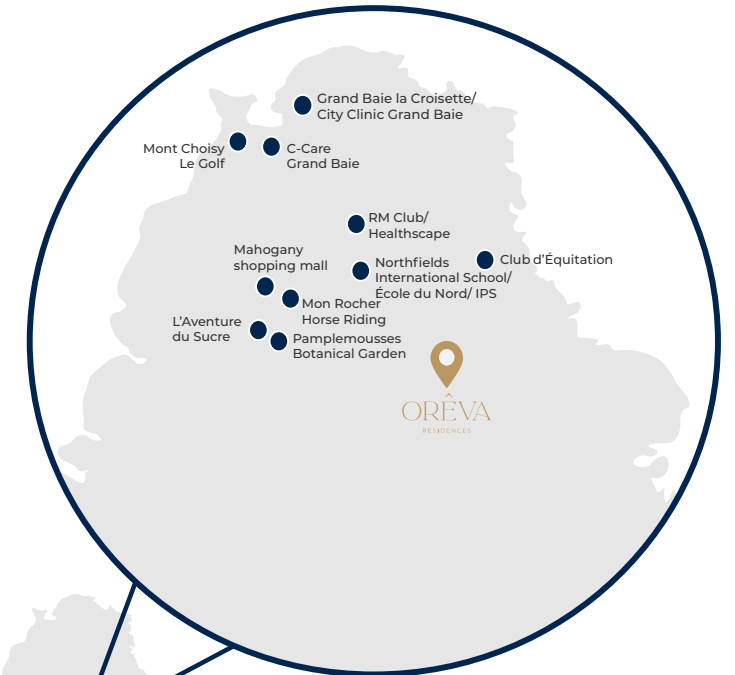 Grand Baie la Croisette/
City Clinic Grand Baie
Mont Choisy
Le Golf
C-Care
Grand Baie
RM Club/
Healthscape
Mahogany
shopping mall
Northfields
International School/
École du Nord/ IPS
Club d’Équitation
Mon Rocher
Horse Riding
L’Aventure
du Sucre
Pamplemousses
Botanical Garden
ORÊVA
RESIDENCES